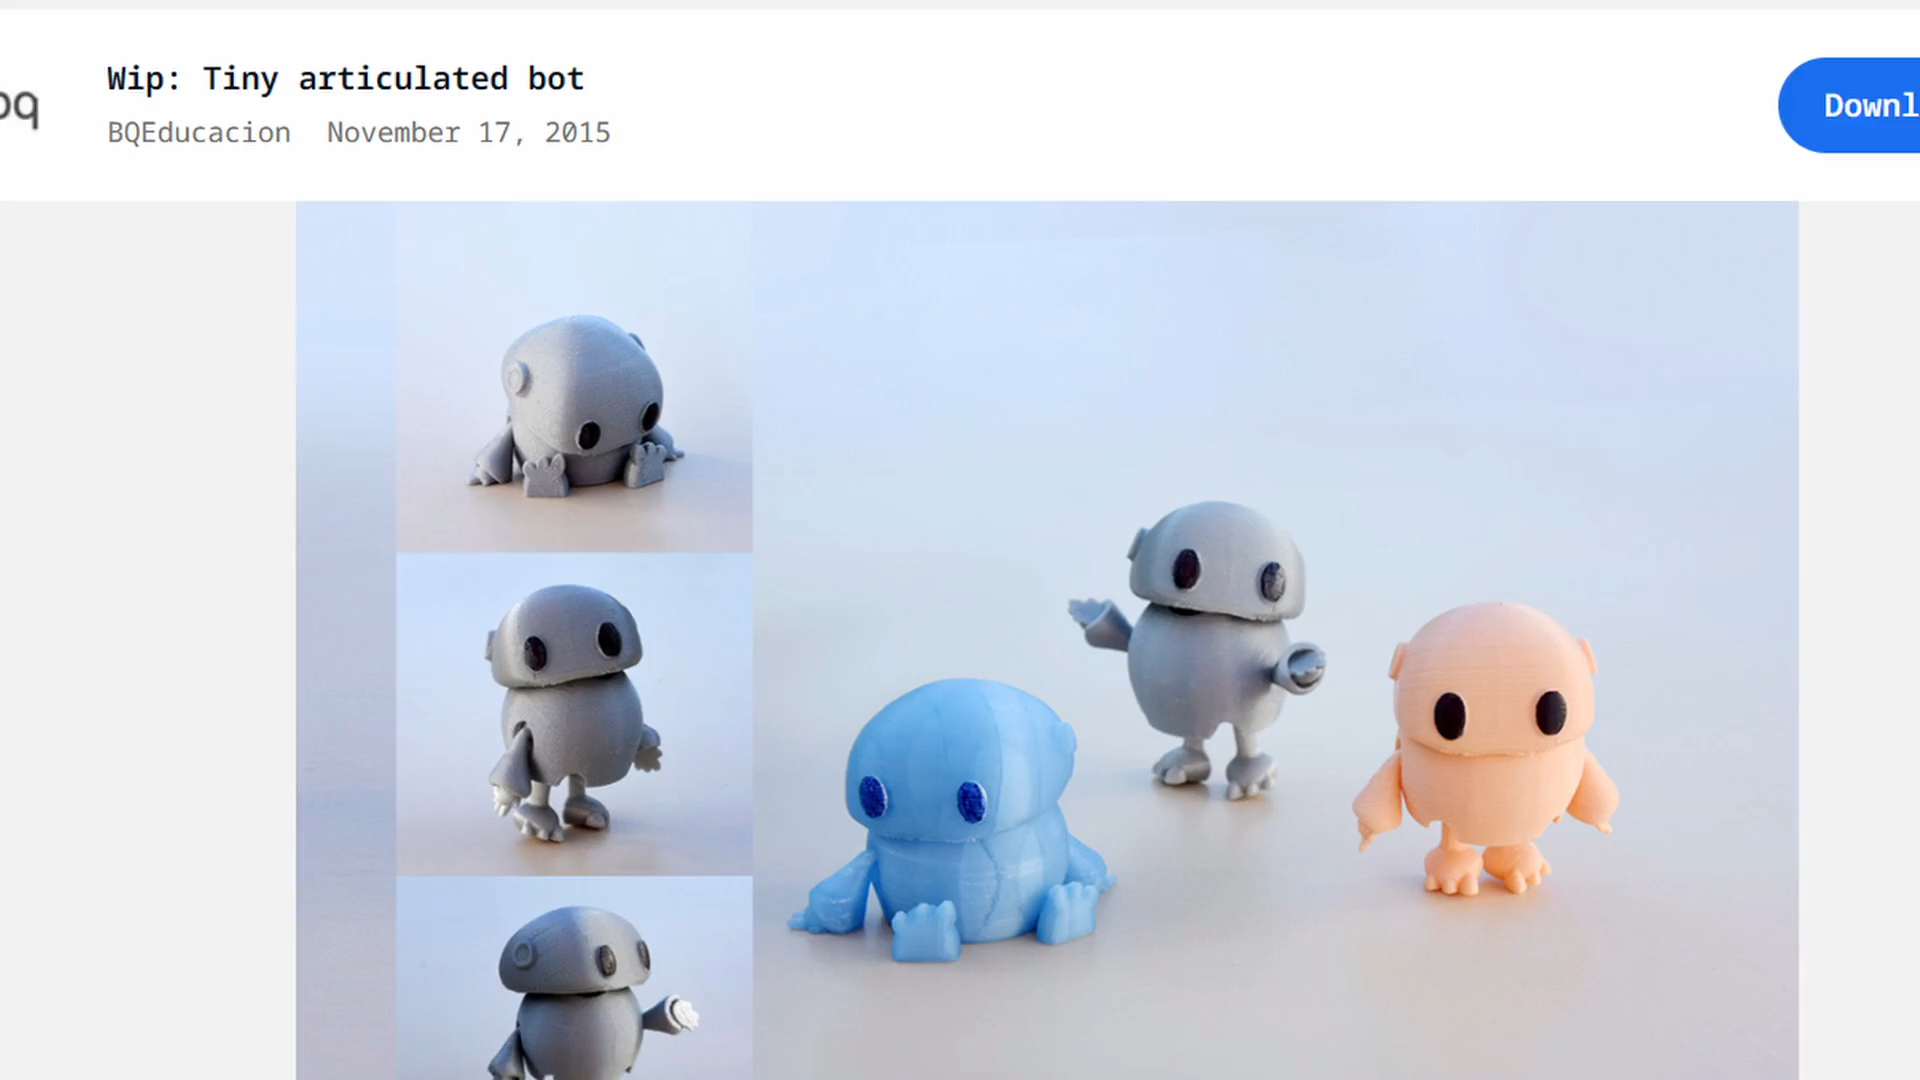 bq
Wip: Tiny articulated bot
BQEducacion November 17, 2015
Downl